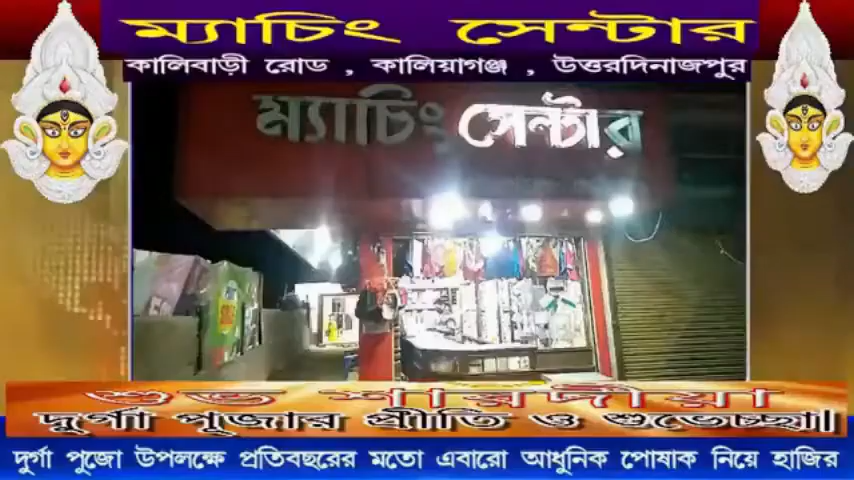 ম্যাচিং সেন্টার
কালিবাড়ী রোড , কালিয়াগঞ্জ , উত্তরদিনাজপুর
ম্যাচিং সেন্টার
শুভ শারদীয়া
দুর্গা পূজার প্রীতি ও শুভেচ্ছা।
দুর্গা পুজো উপলক্ষে প্রতিবছরের মতো এবারো আধুনিক পোষাক নিয়ে হাজির